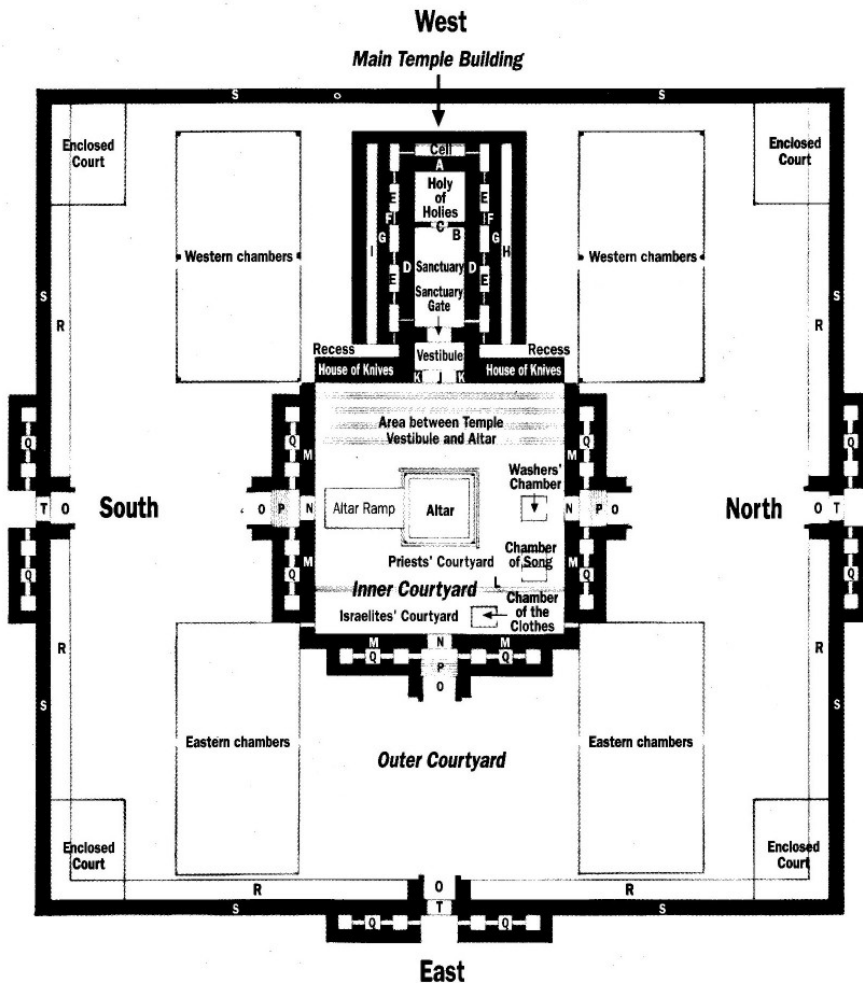 West
Main Temple Building
S
S
Enclosed
Court
Cell
Enclosed
Court
A
Holy
of
Holies
E
E
F
F
C
B
G
G
Western chambers
I
D
Sanctuary
D
H
Western chambers
E
E
Sanctuary
Gate
S
R
R
S
Recess
Vestibule
Recess
House of Knives
K
J
K
House of Knives
Area between Temple
Vestibule and Altar
Q
Q
Q
Q
M
M
Washers'
Chamber
T
O
South
O
P
N
Altar Ramp
Altar
N
P
O
North
O
T
Priests' Courtyard
Chamber
of Song
Q
Q
M
M
Q
Q
L
Inner Courtyard
Israelites' Courtyard
Chamber
of the
Clothes
M
N
M
Q
Q
P
O
R
R
S
S
Eastern chambers
Outer Courtyard
Eastern chambers
Enclosed
Court
Enclosed
Court
R
O
R
S
T
S
Q
Q
East